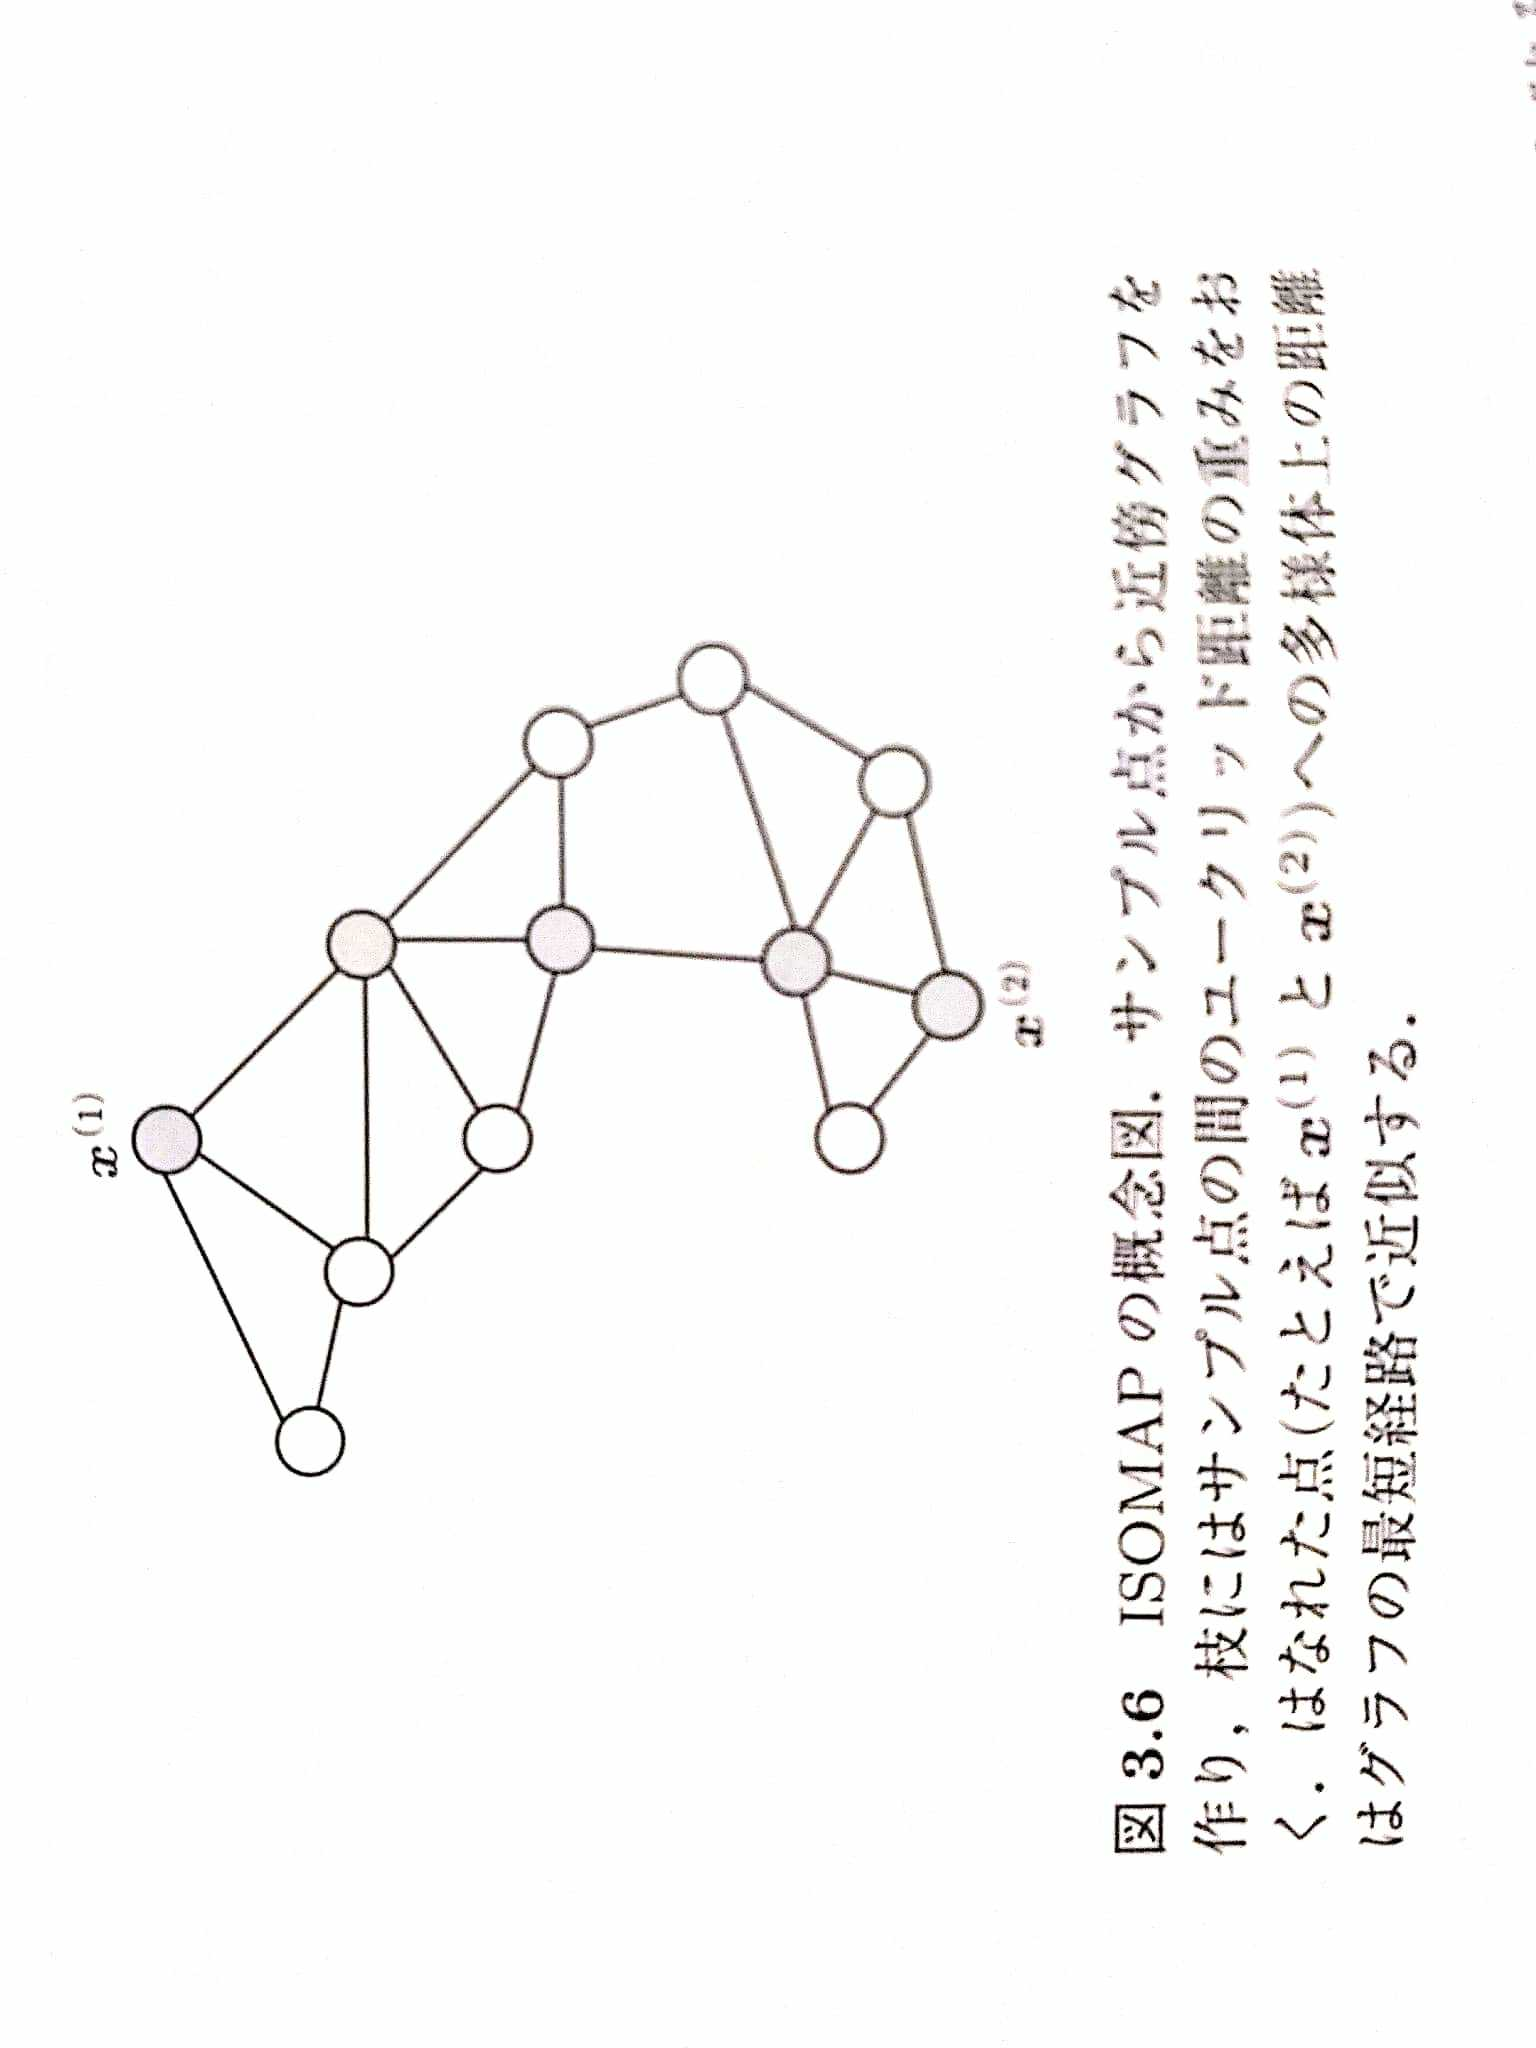 x(1)
x(2)
図 3.6 ISOMAP の概念図．サンプル点から近傍グラフを
作り，枝にはサンプル点の間のユークリッド距離の重みをお
く．はなれた点(たとえば x(1) と x(2))への多様体上の距離
はグラフの最短経路で近似する．